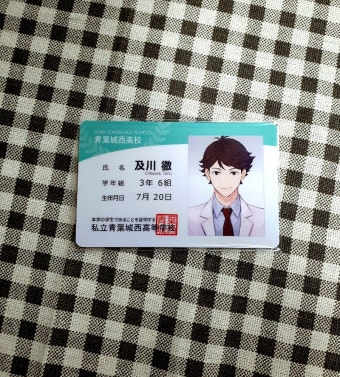 AOBA JOHSAI HIGH SCHOOL
青葉城西高校
氏 名 及川 徹
Oikawa Toru
学 年 組 3年 6組
生年月日 7月 20日
本学の学生であることを証明する
私立青葉城西高等学校